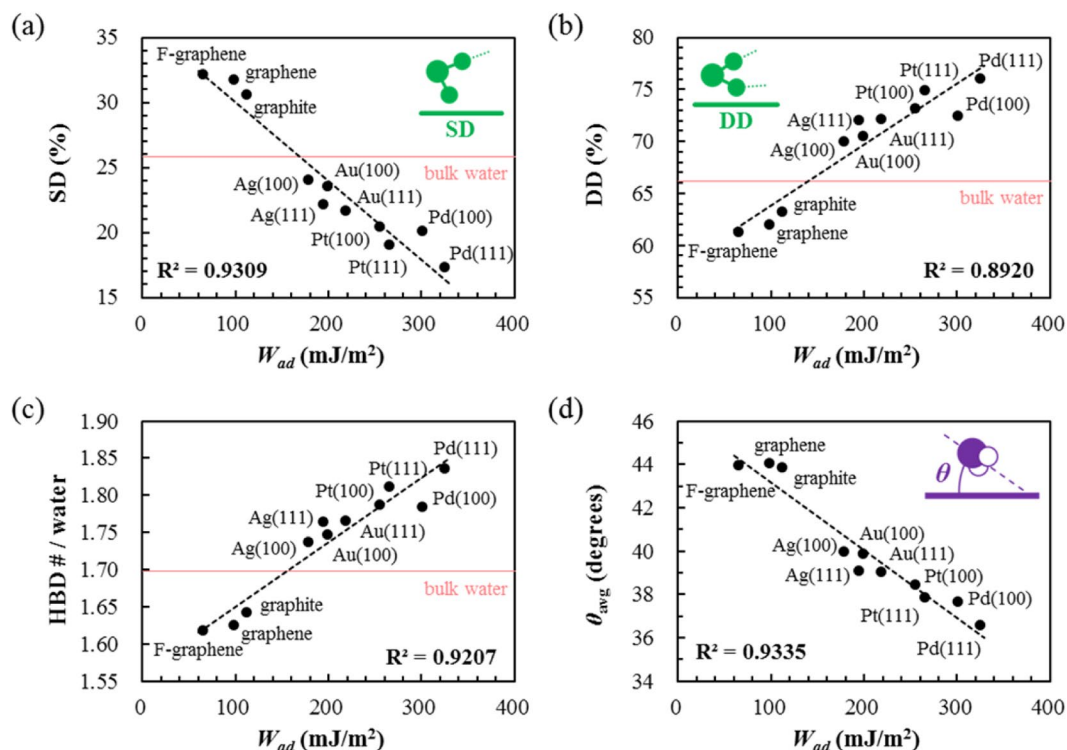 (a)
35
30
25
20
15
SD (%)
F-graphene
graphene
graphite
SD
bulk water
Au(100)
Ag(100)
Au(111)
Ag(111)
Pd(100)
Pt(100)
Pd(111)
Pt(111)
R² = 0.9309
0 100 200 300 400
W_ad (mJ/m²)
(b)
80
75
70
65
60
55
DD (%)
DD
Pd(111)
Pt(111)
Pt(100)
Pd(100)
Ag(111)
Au(111)
Ag(100)
Au(100)
bulk water
graphite
F-graphene
graphene
R² = 0.8920
0 100 200 300 400
W_ad (mJ/m²)
(c)
1.90
1.85
1.80
1.75
1.70
1.65
1.60
1.55
HBD # / water
Pd(111)
Pt(111)
Pt(100)
Pd(100)
Ag(111)
Au(111)
Ag(100)
Au(100)
bulk water
graphite
graphene
F-graphene
R² = 0.9207
0 100 200 300 400
W_ad (mJ/m²)
(d)
46
44
42
40
38
36
34
θavg (degrees)
θ
graphene
graphite
F-graphene
Au(100)
Ag(100)
Au(111)
Ag(111)
Pt(100)
Pd(100)
Pt(111)
Pd(111)
R² = 0.9335
0 100 200 300 400
W_ad (mJ/m²)